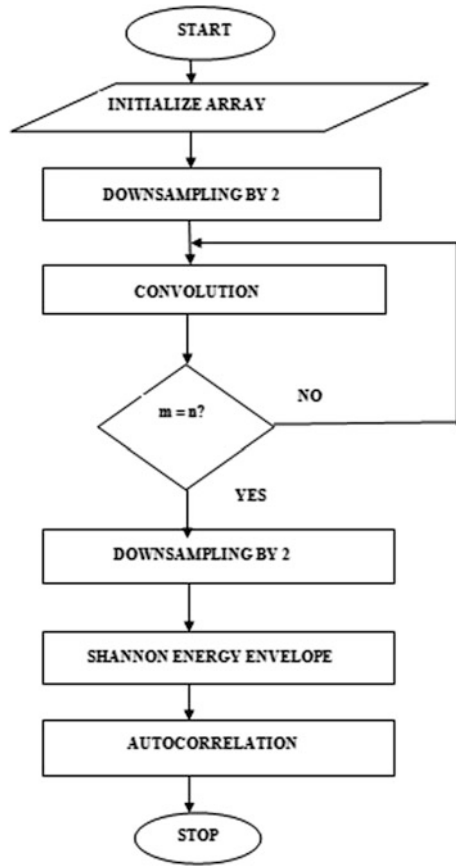 START
INITIALIZE ARRAY
DOWNSAMPLING BY 2
CONVOLUTION
m = n?
NO
YES
DOWNSAMPLING BY 2
SHANNON ENERGY ENVELOPE
AUTOCORRELATION
STOP